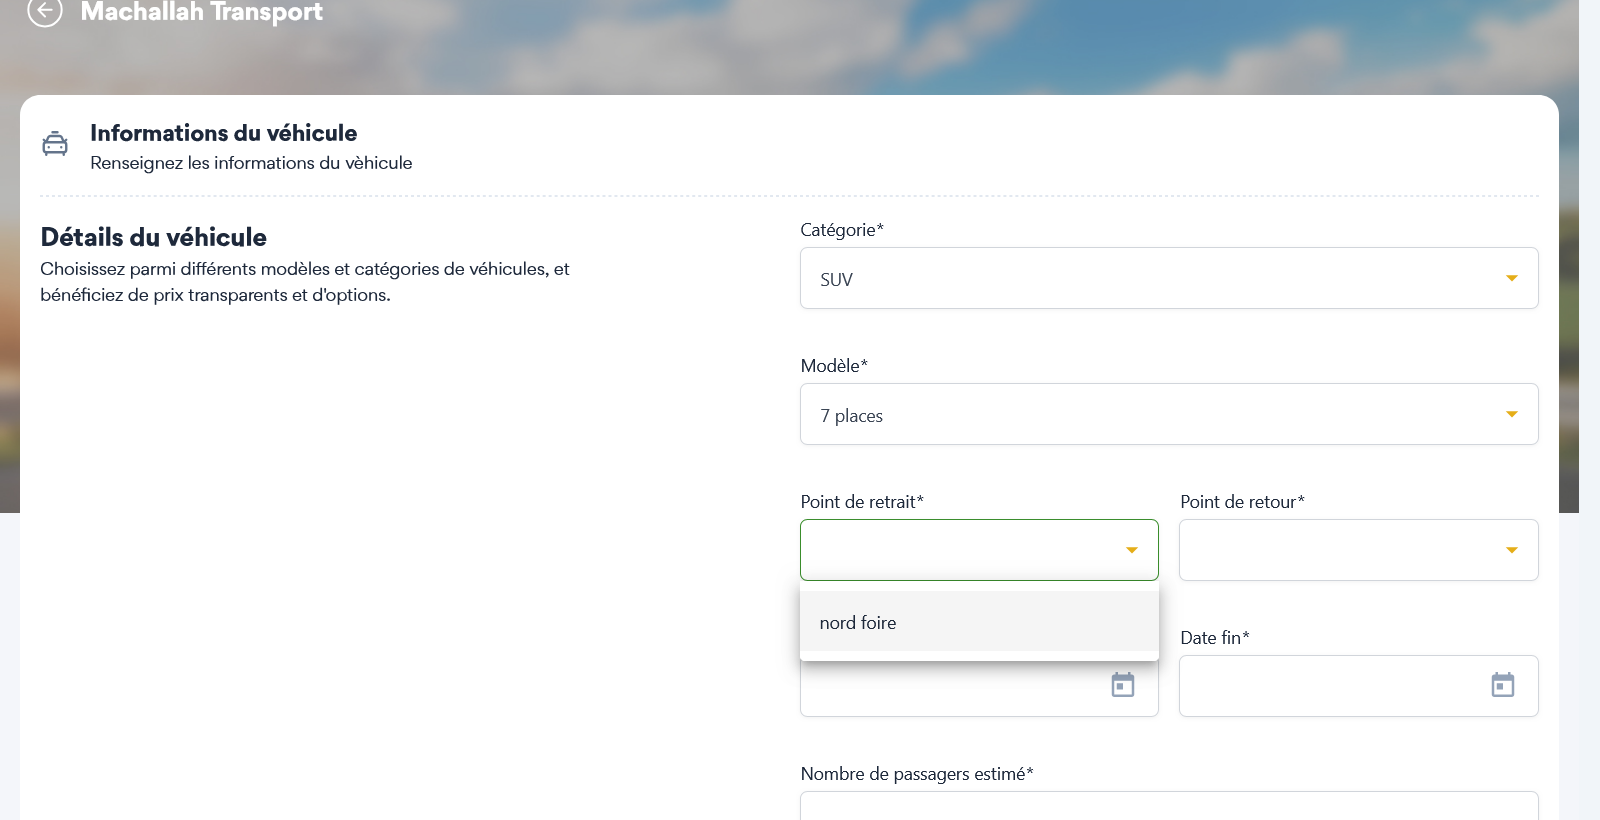 Machallah Transport
Informations du véhicule
Renseignez les informations du vèhicule
Détails du véhicule
Choisissez parmi différents modèles et catégories de véhicules, et
bénéficiez de prix transparents et d'options.
Catégorie*
SUV
Modèle*
7 places
Point de retrait*
Point de retour*
nord foire
Date fin*
Nombre de passagers estimé*